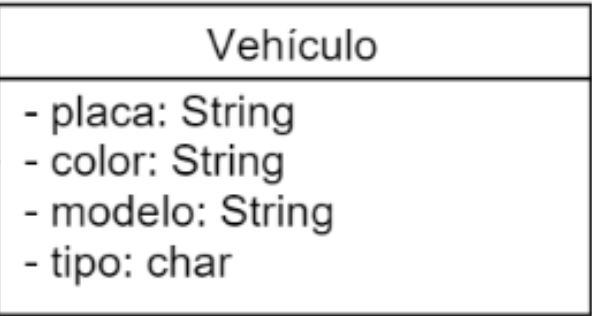 Vehículo
- placa: String
- color: String
- modelo: String
- tipo: char